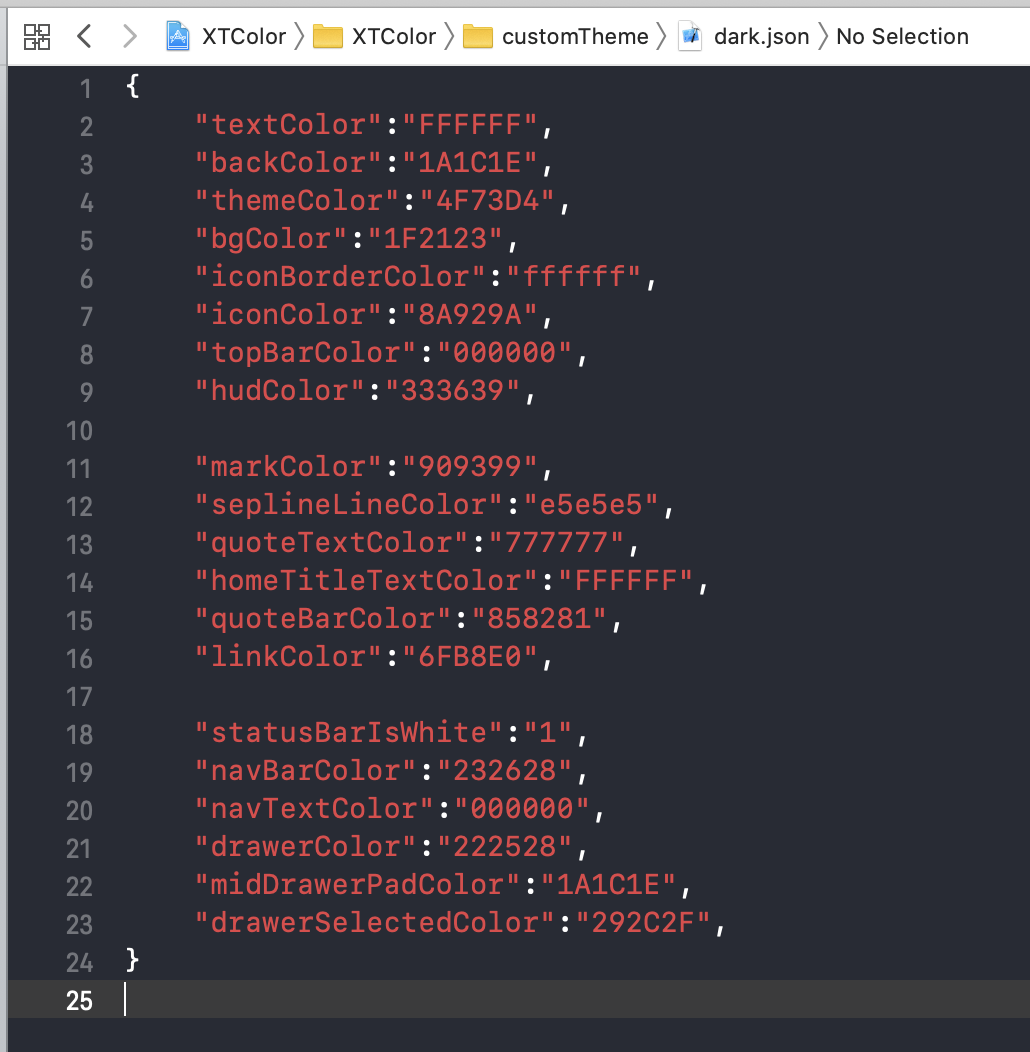 XTColor 〉 XTColor 〉 customTheme 〉 dark.json 〉 No Selection
1 {
2 "textColor":"FFFFFF",
3 "backColor":"1A1C1E",
4 "themeColor":"4F73D4",
5 "bgColor":"1F2123",
6 "iconBorderColor":"ffffff",
7 "iconColor":"8A929A",
8 "topBarColor":"000000",
9 "hudColor":"333639",
10
11 "markColor":"909399",
12 "seplineLineColor":"e5e5e5",
13 "quoteTextColor":"777777",
14 "homeTitleTextColor":"FFFFFF",
15 "quoteBarColor":"858281",
16 "linkColor":"6FB8E0",
17
18 "statusBarIsWhite":"1",
19 "navBarColor":"232628",
20 "navTextColor":"000000",
21 "drawerColor":"222528",
22 "midDrawerPadColor":"1A1C1E",
23 "drawerSelectedColor":"292C2F",
24 }
25